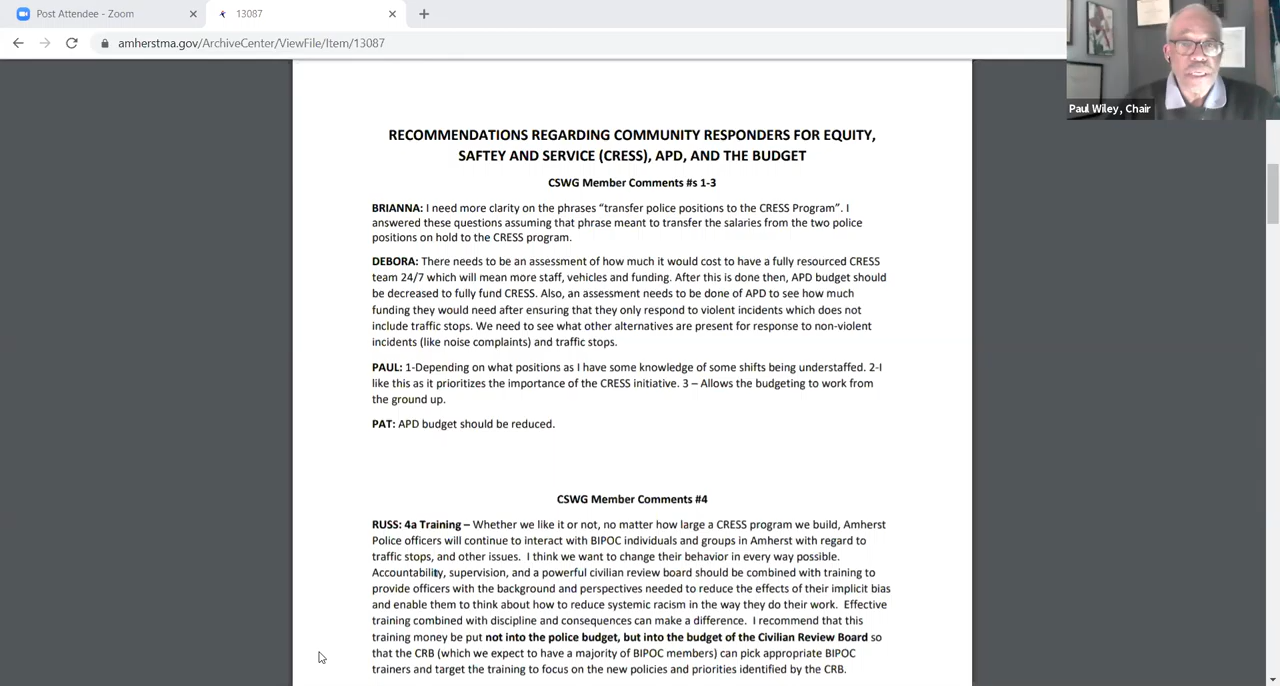 Post Attendee - Zoom
13087
amherstma.gov/ArchiveCenter/ViewFile/Item/13087
Paul Wiley, Chair
RECOMMENDATIONS REGARDING COMMUNITY RESPONDERS FOR EQUITY,
SAFTEY AND SERVICE (CRESS), APD, AND THE BUDGET
CSWG Member Comments #s 1-3
BRIANNA: I need more clarity on the phrases “transfer police positions to the CRESS Program”. I
answered these questions assuming that phrase meant to transfer the salaries from the two police
positions on hold to the CRESS program.
DEBORA: There needs to be an assessment of how much it would cost to have a fully resourced CRESS
team 24/7 which will mean more staff, vehicles and funding. After this is done then, APD budget should
be decreased to fully fund CRESS. Also, an assessment needs to be done of APD to see how much
funding they would need after ensuring that they only respond to violent incidents which does not
include traffic stops. We need to see what other alternatives are present for response to non-violent
incidents (like noise complaints) and traffic stops.
PAUL: 1-Depending on what positions as I have some knowledge of some shifts being understaffed. 2-I
like this as it prioritizes the importance of the CRESS initiative. 3 – Allows the budgeting to work from
the ground up.
PAT: APD budget should be reduced.
CSWG Member Comments #4
RUSS: 4a Training – Whether we like it or not, no matter how large a CRESS program we build, Amherst
Police officers will continue to interact with BIPOC individuals and groups in Amherst with regard to
traffic stops, and other issues. I think we want to change their behavior in every way possible.
Accountability, supervision, and a powerful civilian review board should be combined with training to
provide officers with the background and perspectives needed to reduce the effects of their implicit bias
and enable them to think about how to reduce systemic racism in the way they do their work. Effective
training combined with discipline and consequences can make a difference. I recommend that this
training money be put not into the police budget, but into the budget of the Civilian Review Board so
that the CRB (which we expect to have a majority of BIPOC members) can pick appropriate BIPOC
trainers and target the training to focus on the new policies and priorities identified by the CRB.